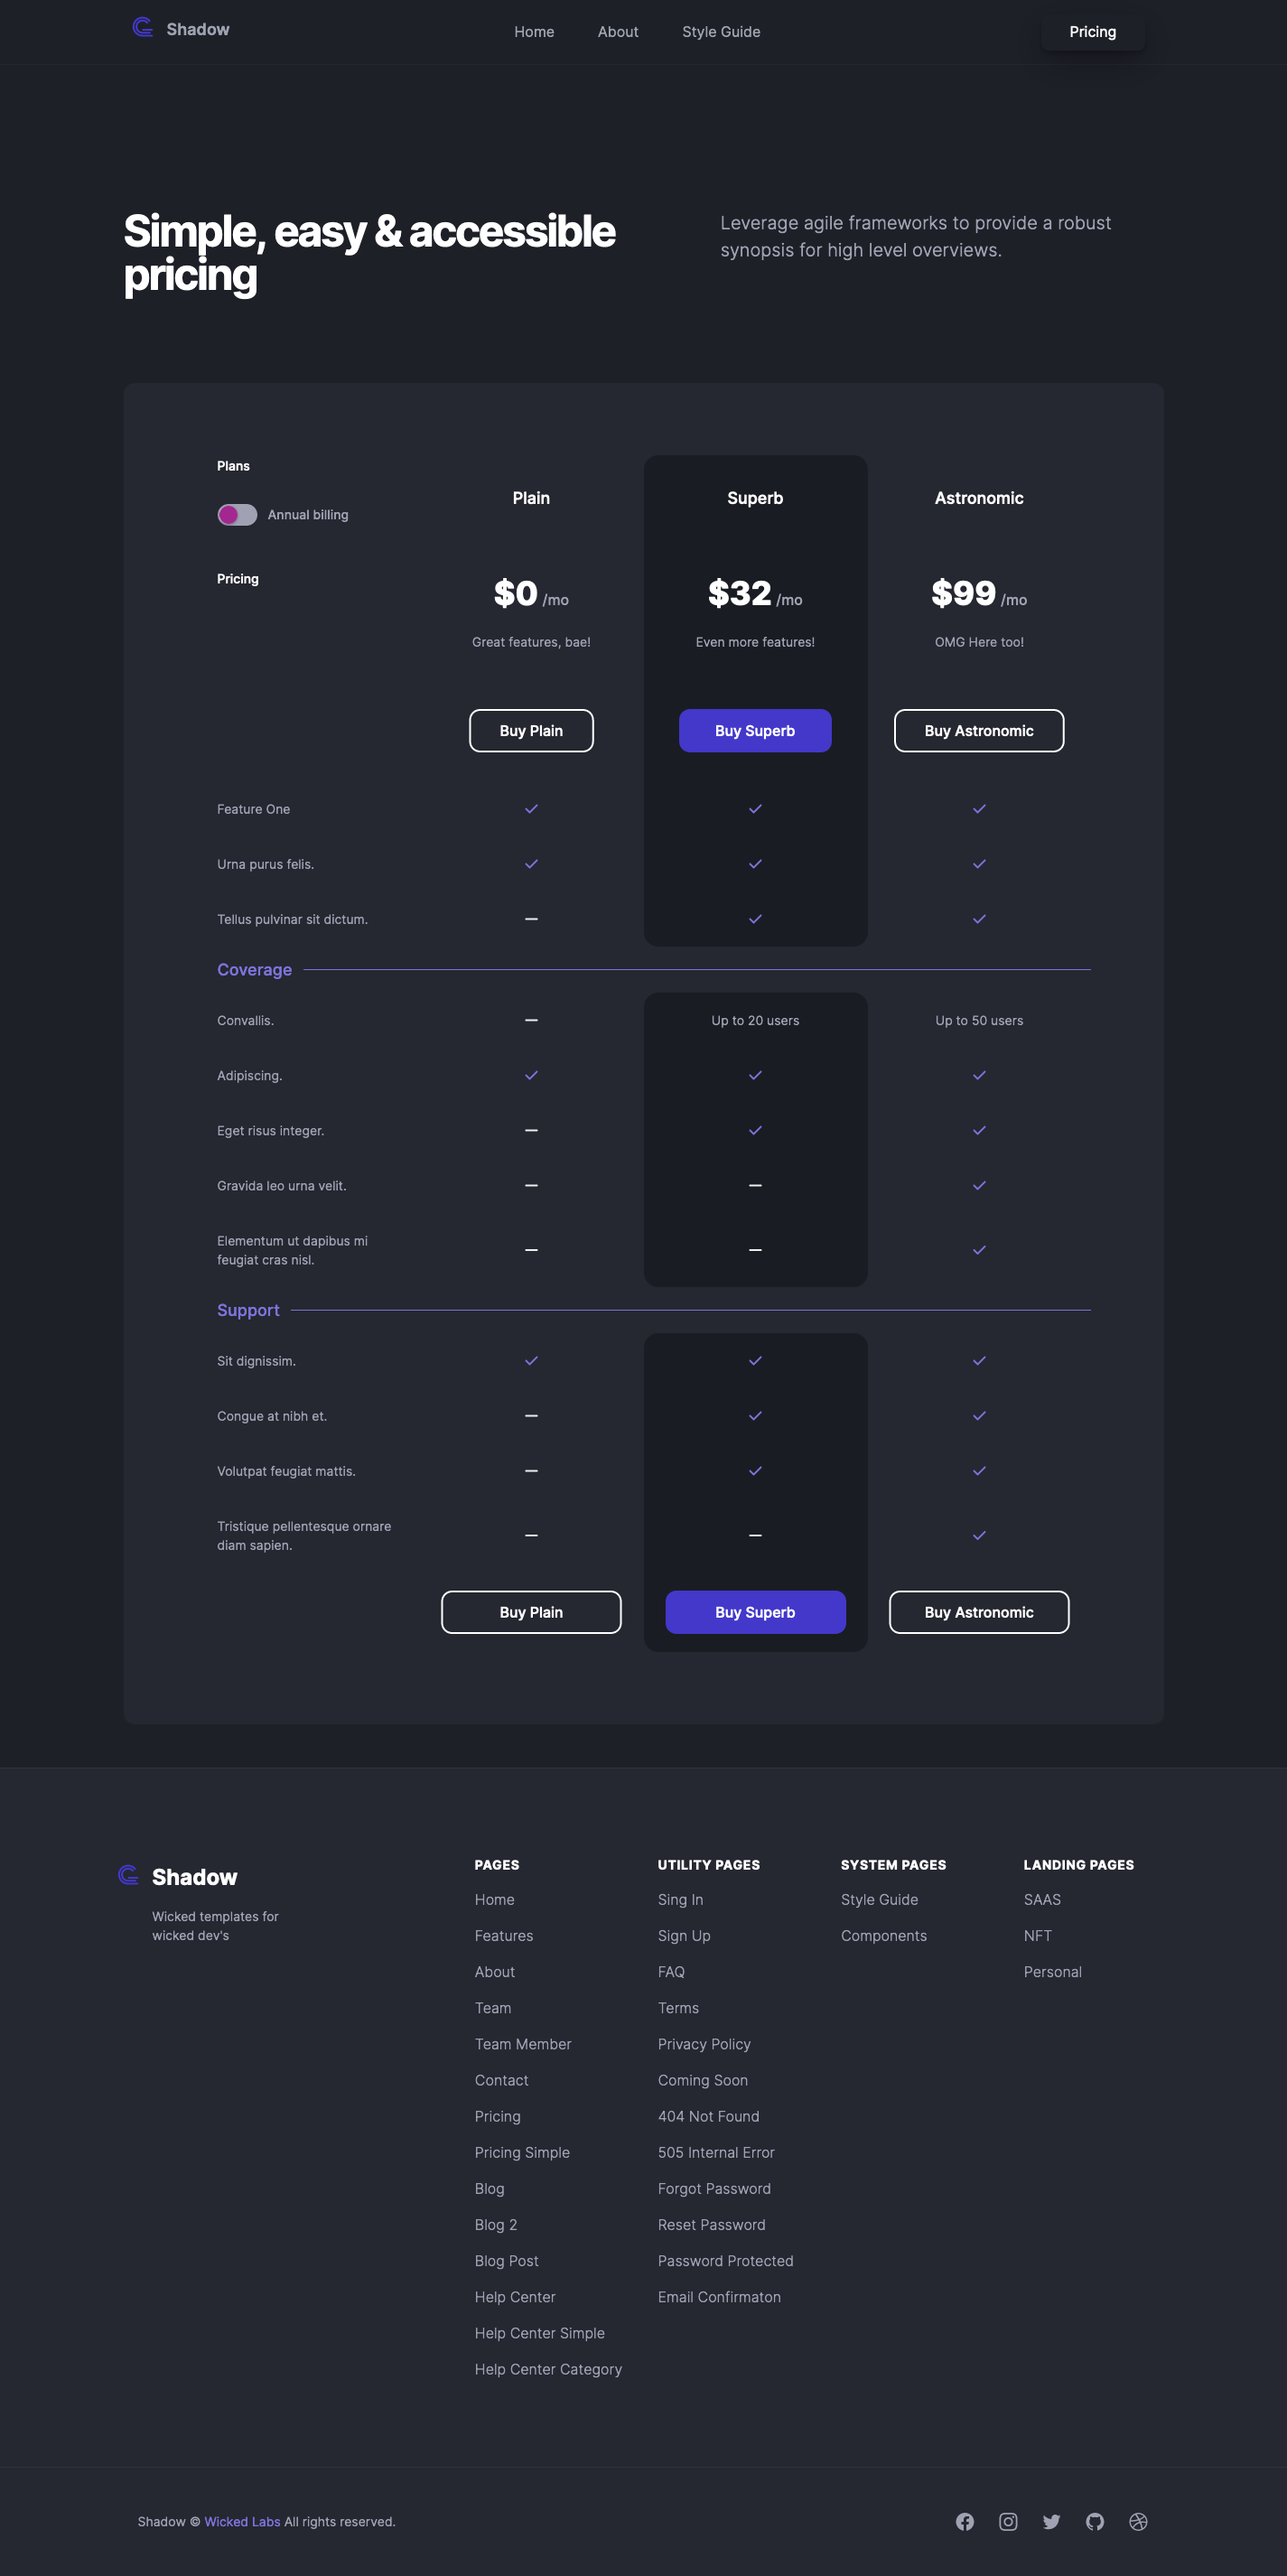 Shadow
Home
About
Style Guide
Pricing
Simple, easy & accessible
pricing
Leverage agile frameworks to provide a robust
synopsis for high level overviews.
Plans
Annual billing
Plain
Superb
Astronomic
Pricing
$0 /mo
$32 /mo
$99 /mo
Great features, bae!
Even more features!
OMG Here too!
Buy Plain
Buy Superb
Buy Astronomic
Feature One
Urna purus felis.
Tellus pulvinar sit dictum.
Coverage
Convallis.
Up to 20 users
Up to 50 users
Adipiscing.
Eget risus integer.
Gravida leo urna velit.
Elementum ut dapibus mi
feugiat cras nisl.
Support
Sit dignissim.
Congue at nibh et.
Volutpat feugiat mattis.
Tristique pellentesque ornare
diam sapien.
Buy Plain
Buy Superb
Buy Astronomic
Shadow
Wicked templates for
wicked dev's
PAGES
Home
Features
About
Team
Team Member
Contact
Pricing
Pricing Simple
Blog
Blog 2
Blog Post
Help Center
Help Center Simple
Help Center Category
UTILITY PAGES
Sing In
Sign Up
FAQ
Terms
Privacy Policy
Coming Soon
404 Not Found
505 Internal Error
Forgot Password
Reset Password
Password Protected
Email Confirmaton
SYSTEM PAGES
Style Guide
Components
LANDING PAGES
SAAS
NFT
Personal
Shadow © Wicked Labs All rights reserved.